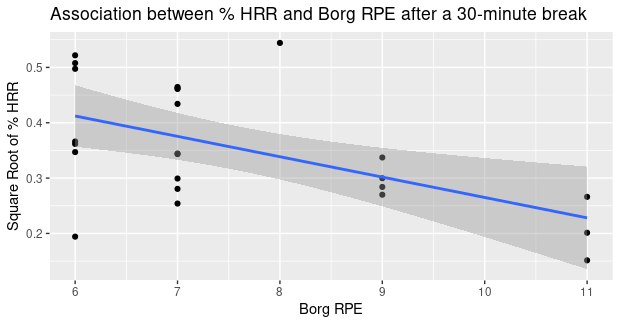 Association between % HRR and Borg RPE after a 30-minute break
Square Root of % HRR
0.5
0.4
0.3
0.2
6 7 8 9 10 11
Borg RPE